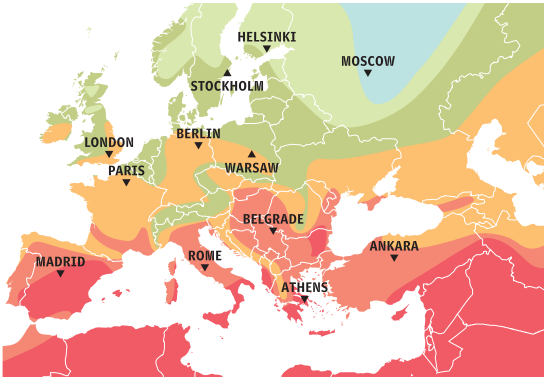 HELSINKI
MOSCOW
STOCKHOLM
BERLIN
LONDON
WARSAW
PARIS
BELGRADE
ANKARA
ROME
MADRID
ATHENS